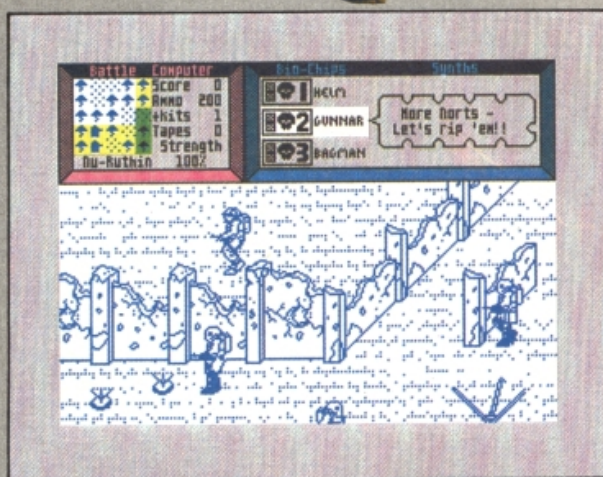 Battle Computer
Score 0
Ammo 200
+kits 1
Tapes 0
Strength
Nu-Ruthin 100%
Bio-Chips Synths
1 HELM
2 GUNNAR
3 BAGMAN
More Norts -
Let's rip 'em!!